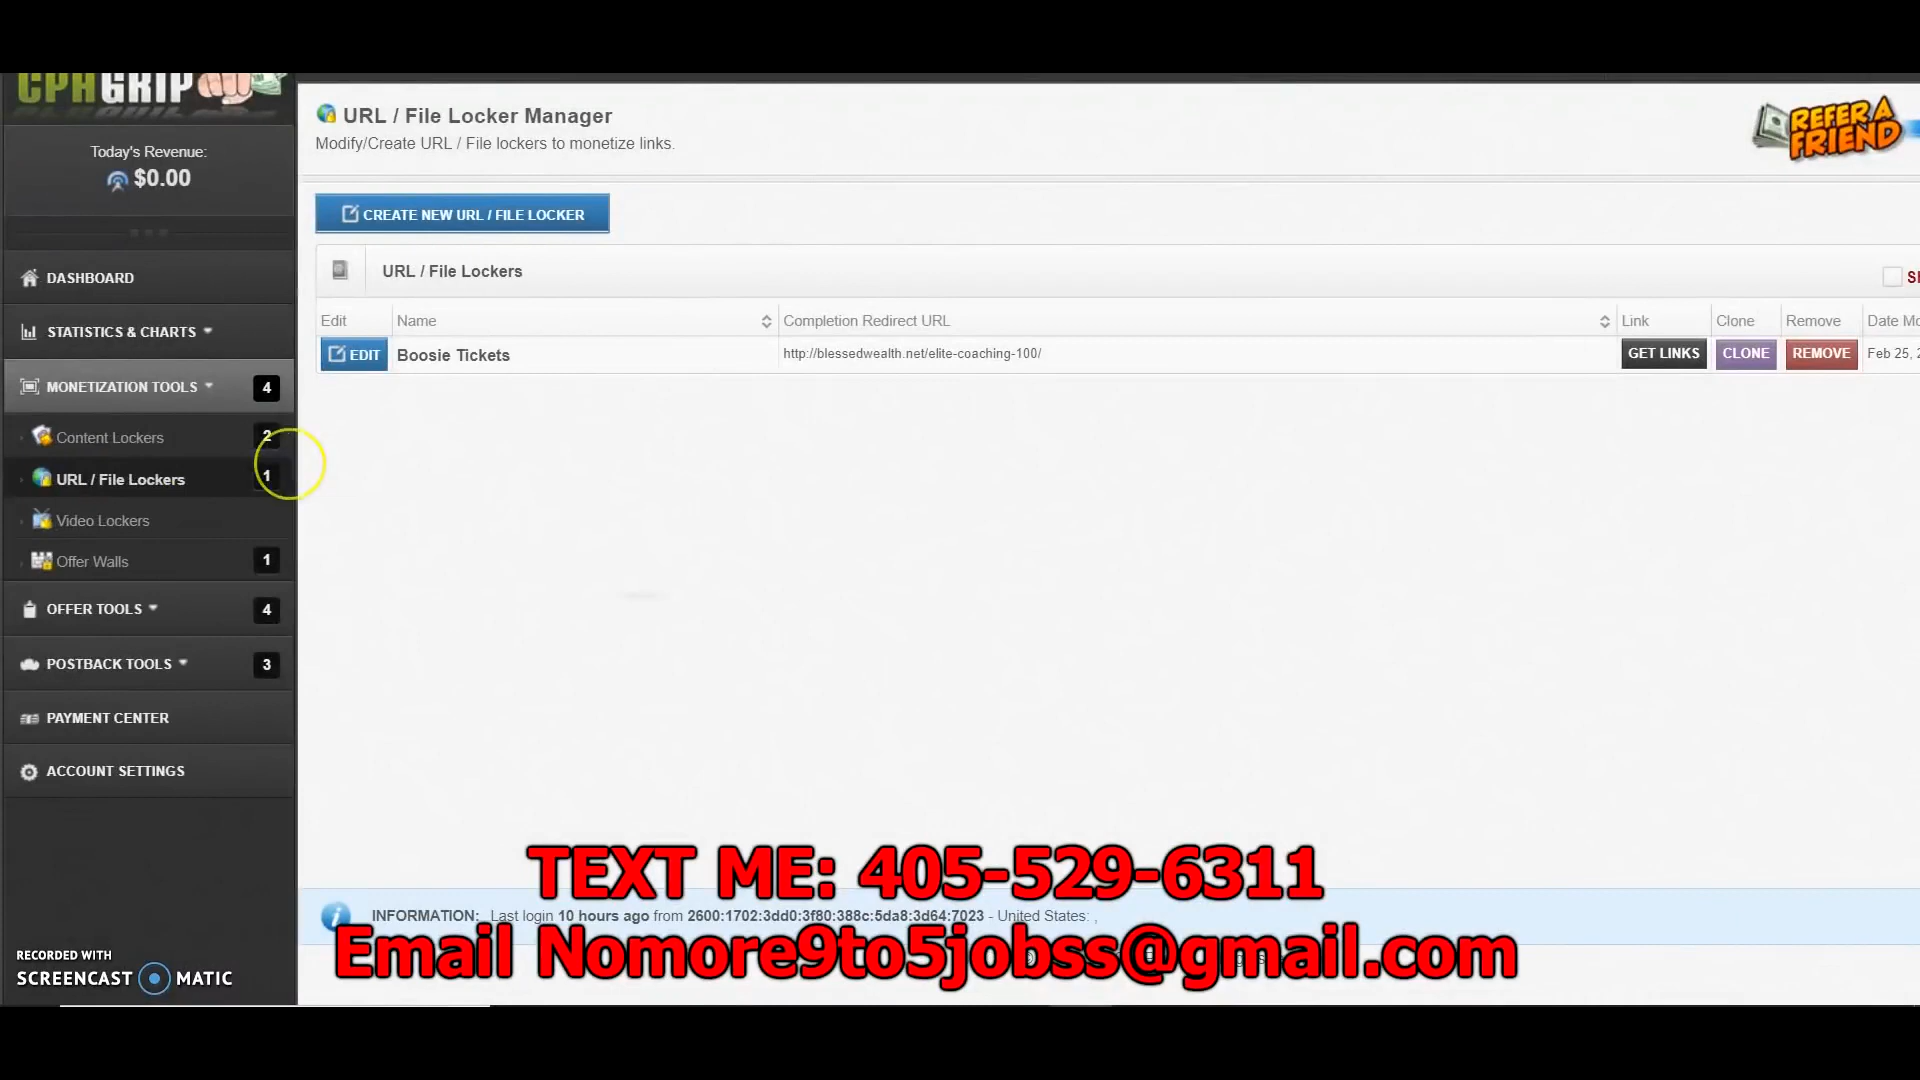 CPAGRIP
Today's Revenue:
$0.00
DASHBOARD
STATISTICS & CHARTS
MONETIZATION TOOLS 4
Content Lockers 2
URL / File Lockers 1
Video Lockers
Offer Walls 1
OFFER TOOLS 4
POSTBACK TOOLS 3
PAYMENT CENTER
ACCOUNT SETTINGS
RECORDED WITH
SCREENCAST MATIC
URL / File Locker Manager
Modify/Create URL / File lockers to monetize links.
REFER A
FRIEND
CREATE NEW URL / FILE LOCKER
URL / File Lockers
Edit Name Completion Redirect URL Link Clone Remove Date Mo
EDIT Boosie Tickets http://blessedwealth.net/elite-coaching-100/ GET LINKS CLONE REMOVE Feb 25, 2
TEXT ME: 405-529-6311
INFORMATION: Last login 10 hours ago from 2600:1702:3dd0:3f80:388c:5da8:3d64:7023 - United States: ,
Email Nomore9to5jobss@gmail.com